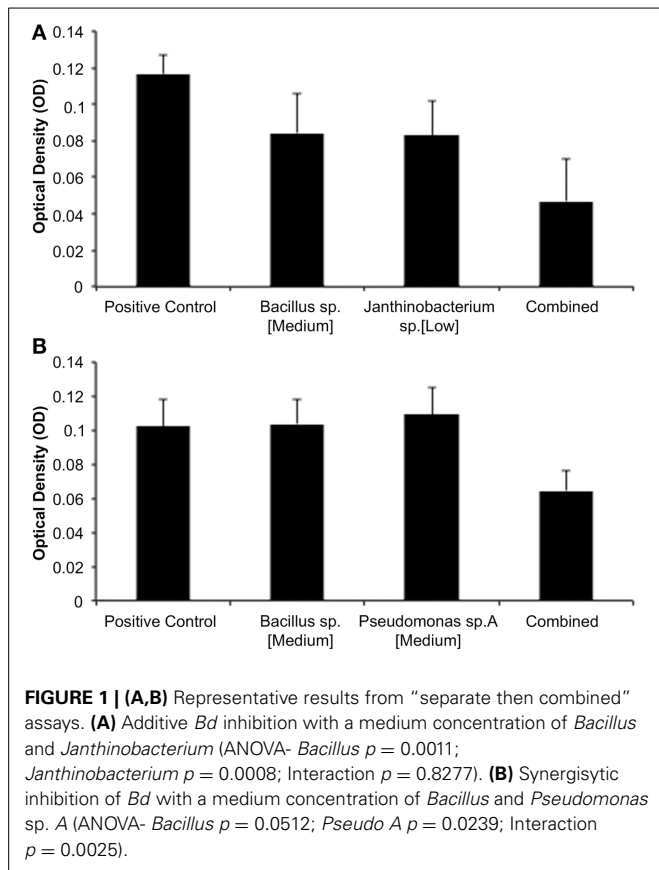 A
Optical Density (OD)
0.14
0.12
0.1
0.08
0.06
0.04
0.02
0
Positive Control
Bacillus sp.
[Medium]
Janthinobacterium
sp.[Low]
Combined
B
Optical Density (OD)
0.14
0.12
0.1
0.08
0.06
0.04
0.02
0
Positive Control
Bacillus sp.
[Medium]
Pseudomonas sp.A
[Medium]
Combined
FIGURE 1 | (A,B) Representative results from “separate then combined”
assays. (A) Additive Bd inhibition with a medium concentration of Bacillus
and Janthinobacterium (ANOVA- Bacillus p = 0.0011;
Janthinobacterium p = 0.0008; Interaction p = 0.8277). (B) Synergisytic
inhibition of Bd with a medium concentration of Bacillus and Pseudomonas
sp. A (ANOVA- Bacillus p = 0.0512; Pseudo A p = 0.0239; Interaction
p = 0.0025).